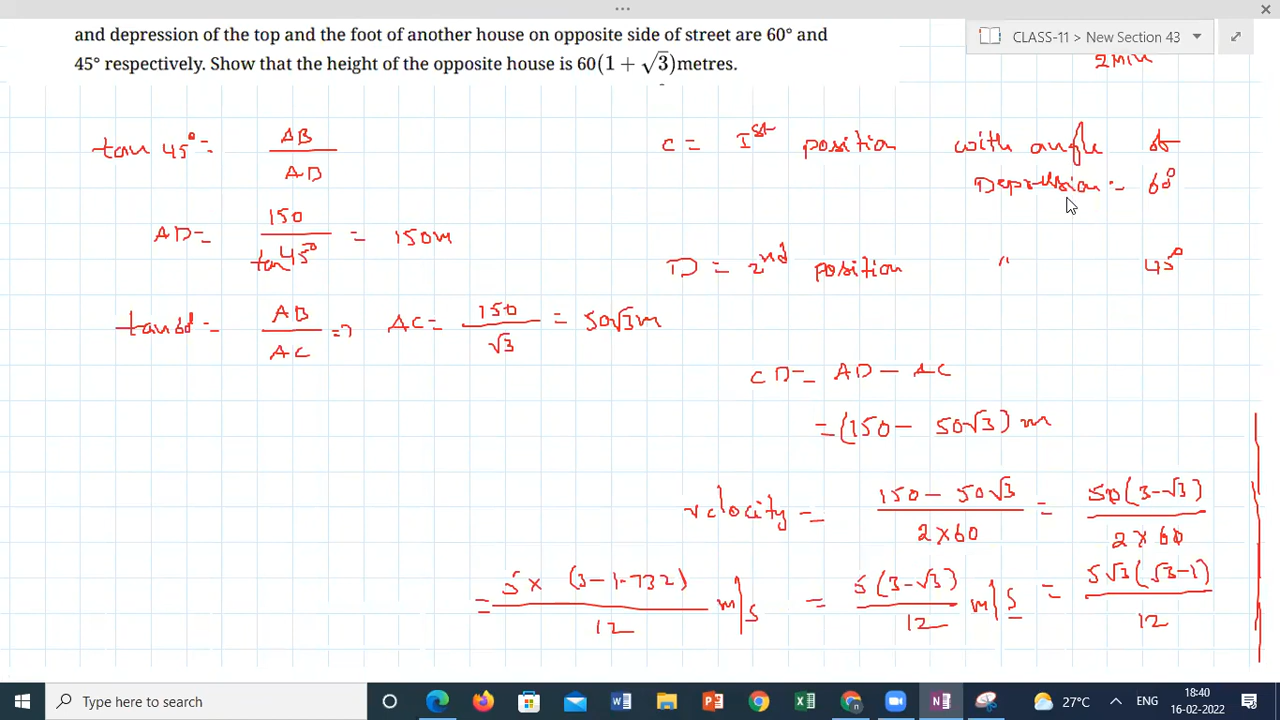 CLASS-11 > New Section 43
and depression of the top and the foot of another house on opposite side of street are 60° and
45° respectively. Show that the height of the opposite house is 60(1 + √3)metres.
2Min
tan 45° = AB / AD
AD = 150 / tan45° = 150m
tan60° = AB / AC => AC = 150 / √3 = 50√3m
C = Ist position with angle of
Depression = 60°
D = 2nd position " 45°
CD = AD - AC
= (150 - 50√3) m
velocity = 150 - 50√3 / 2×60 = 50(3-√3) / 2×60
= 5× (3-1.732) / 12 m/s = 5(3-√3) / 12 m/s = 5√3(√3-1) / 12
Type here to search
27°C
ENG
18:40
16-02-2022